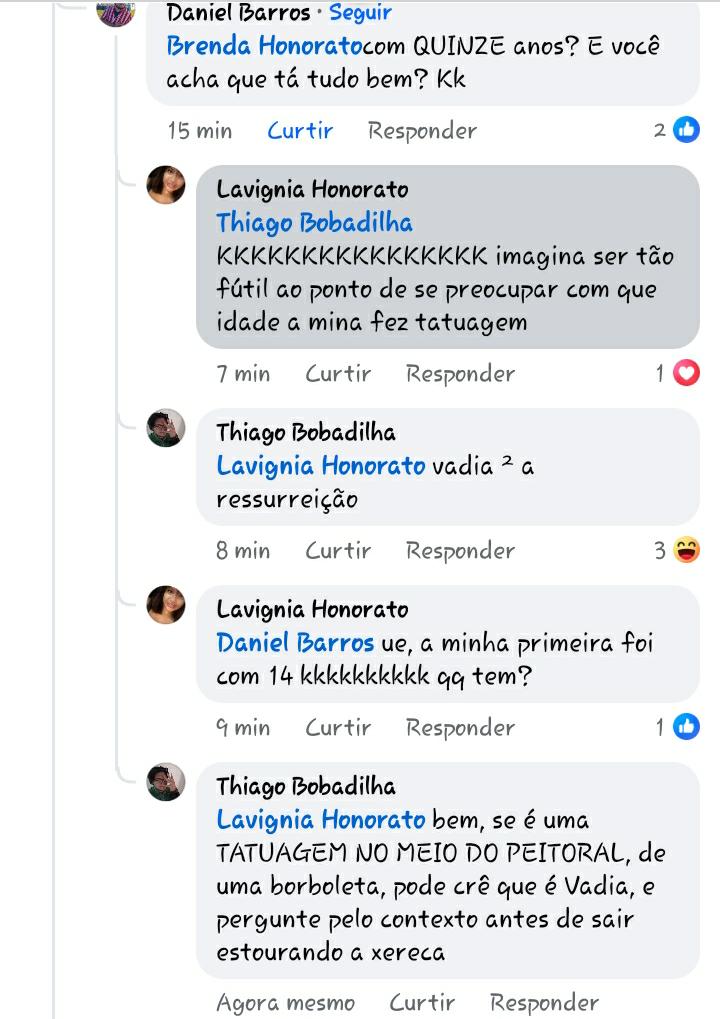 Daniel Barros · Seguir
Brenda Honoratocom QUINZE anos? E você
acha que tá tudo bem? Kk
15 min Curtir Responder 2
Lavignia Honorato
Thiago Bobadilha
KKKKKKKKKKKKKKKK imagina ser tão
fútil ao ponto de se preocupar com que
idade a mina fez tatuagem
7 min Curtir Responder 1
Thiago Bobadilha
Lavignia Honorato vadia ² a
ressurreição
8 min Curtir Responder 3
Lavignia Honorato
Daniel Barros ue, a minha primeira foi
com 14 kkkkkkkkkk qq tem?
9 min Curtir Responder 1
Thiago Bobadilha
Lavignia Honorato bem, se é uma
TATUAGEM NO MEIO DO PEITORAL, de
uma borboleta, pode crê que é Vadia, e
pergunte pelo contexto antes de sair
estourando a xereca
Agora mesmo Curtir Responder